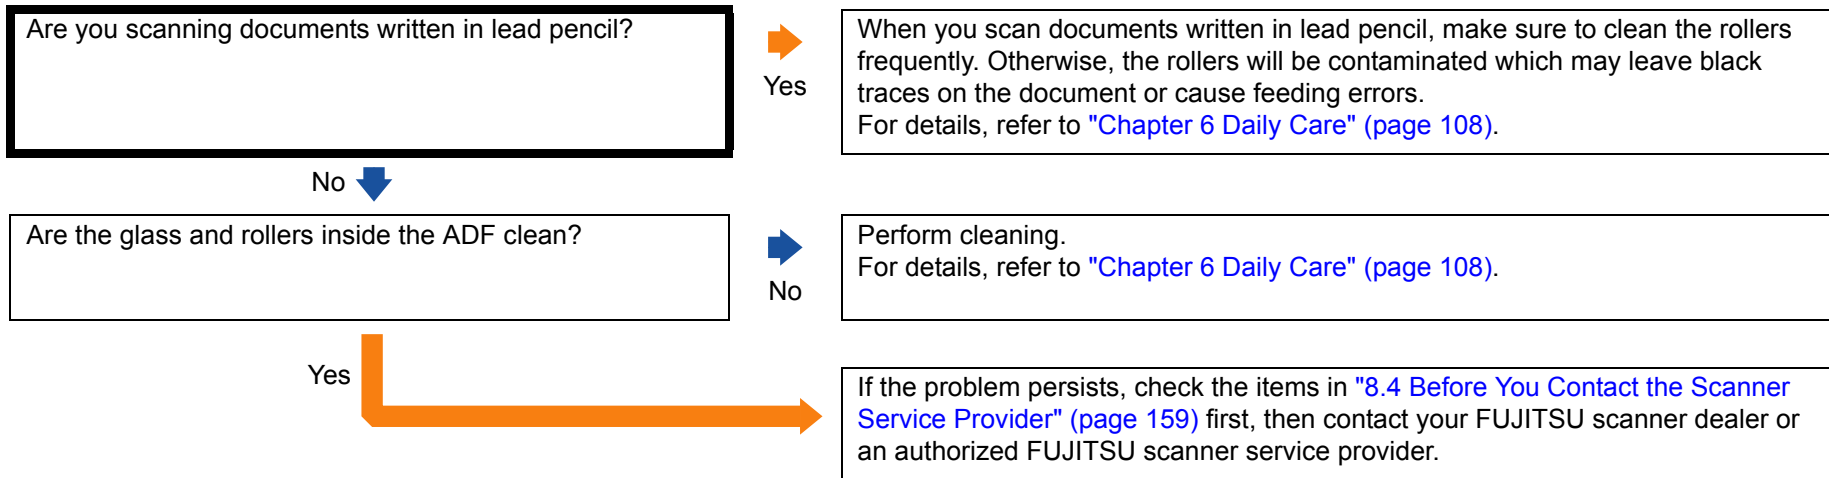 Are you scanning documents written in lead pencil?
Yes
When you scan documents written in lead pencil, make sure to clean the rollers
frequently. Otherwise, the rollers will be contaminated which may leave black
traces on the document or cause feeding errors.
For details, refer to "Chapter 6 Daily Care" (page 108).
No
Are the glass and rollers inside the ADF clean?
No
Perform cleaning.
For details, refer to "Chapter 6 Daily Care" (page 108).
Yes
If the problem persists, check the items in "8.4 Before You Contact the Scanner
Service Provider" (page 159) first, then contact your FUJITSU scanner dealer or
an authorized FUJITSU scanner service provider.